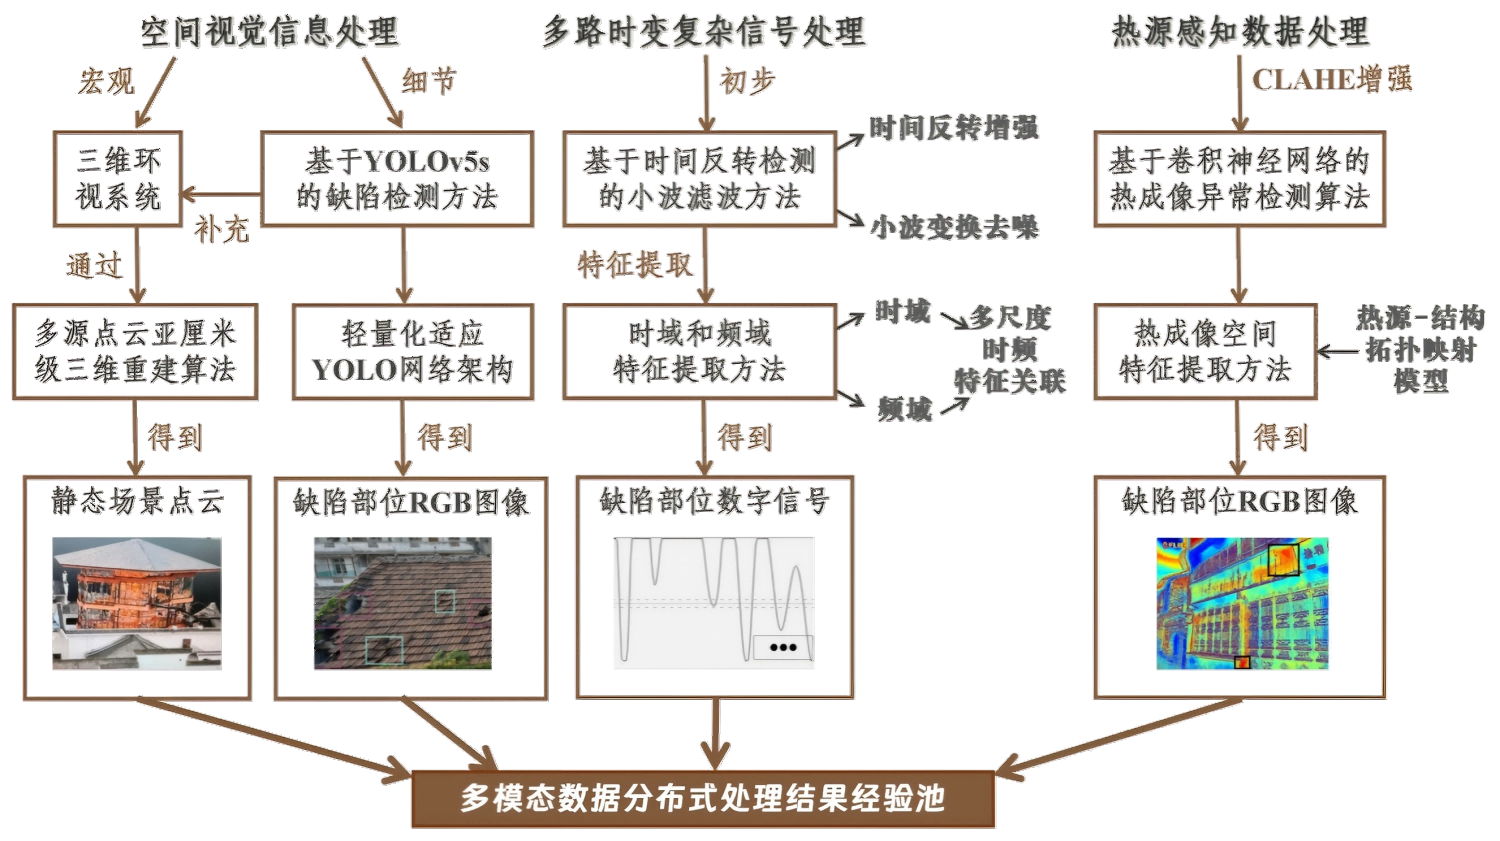 空间视觉信息处理
多路时变复杂信号处理
热源感知数据处理
宏观
细节
初步
CLAHE增强
三维环
视系统
基于YOLOv5s
的缺陷检测方法
补充
基于时间反转检测
的小波滤波方法
时间反转增强
小波变换去噪
基于卷积神经网络的
热成像异常检测算法
通过
特征提取
多源点云亚厘米
级三维重建算法
轻量化适应
YOLO网络架构
时域和频域
特征提取方法
时域
频域
多尺度
时频
特征关联
热成像空间
特征提取方法
热源-结构
拓扑映射
模型
得到
得到
得到
得到
静态场景点云
缺陷部位RGB图像
缺陷部位数字信号
缺陷部位RGB图像
多模态数据分布式处理结果经验池